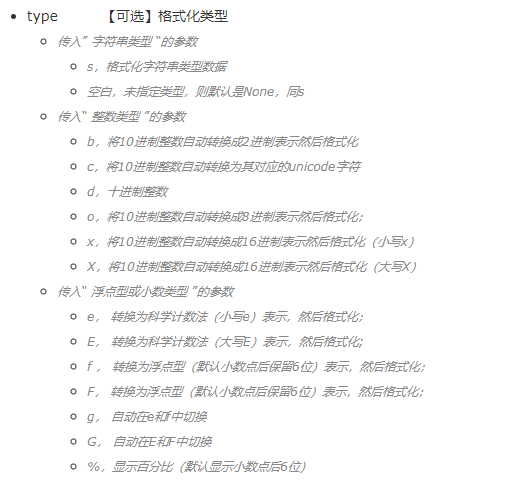 type 【可选】格式化类型
传入” 字符串类型 “的参数
s，格式化字符串类型数据
空白，未指定类型，则默认是None，同s
传入“ 整数类型 ”的参数
b，将10进制整数自动转换成2进制表示然后格式化
c，将10进制整数自动转换为其对应的unicode字符
d，十进制整数
o，将10进制整数自动转换成8进制表示然后格式化；
x，将10进制整数自动转换成16进制表示然后格式化（小写x）
X，将10进制整数自动转换成16进制表示然后格式化（大写X）
传入“ 浮点型或小数类型 ”的参数
e， 转换为科学计数法（小写e）表示，然后格式化；
E， 转换为科学计数法（大写E）表示，然后格式化;
f ， 转换为浮点型（默认小数点后保留6位）表示，然后格式化；
F， 转换为浮点型（默认小数点后保留6位）表示，然后格式化；
g， 自动在e和f中切换
G， 自动在E和F中切换
%，显示百分比（默认显示小数点后6位）